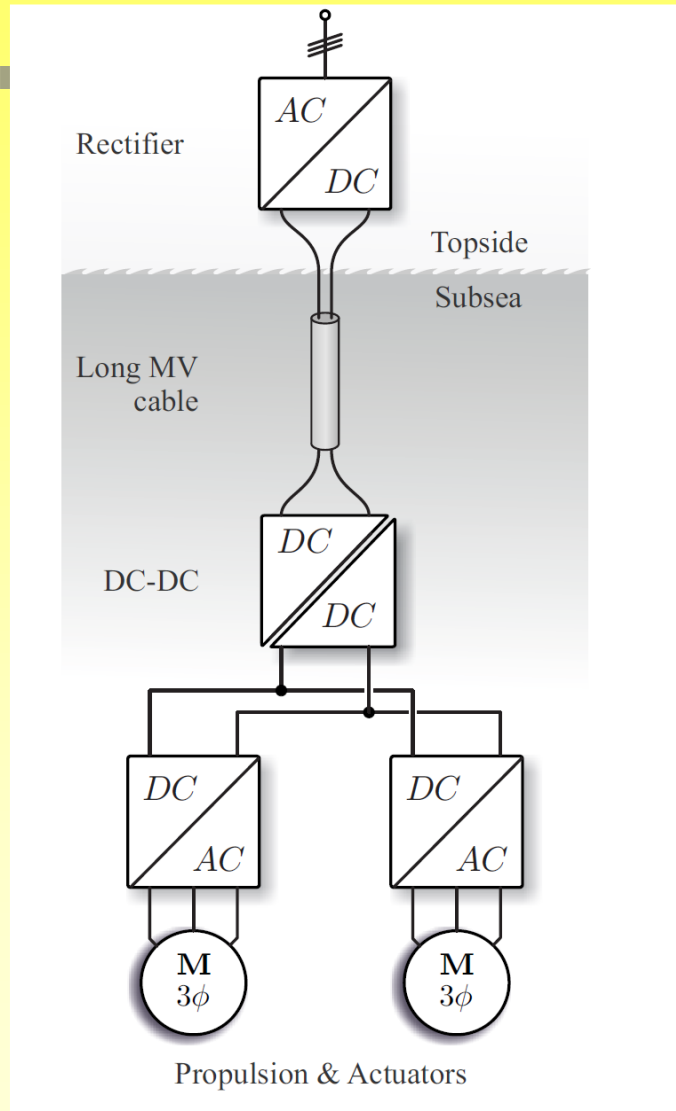 AC
DC
Rectifier
Topside
Subsea
Long MV
cable
DC
DC
DC-DC
DC
AC
DC
AC
M
3ϕ
M
3ϕ
Propulsion & Actuators